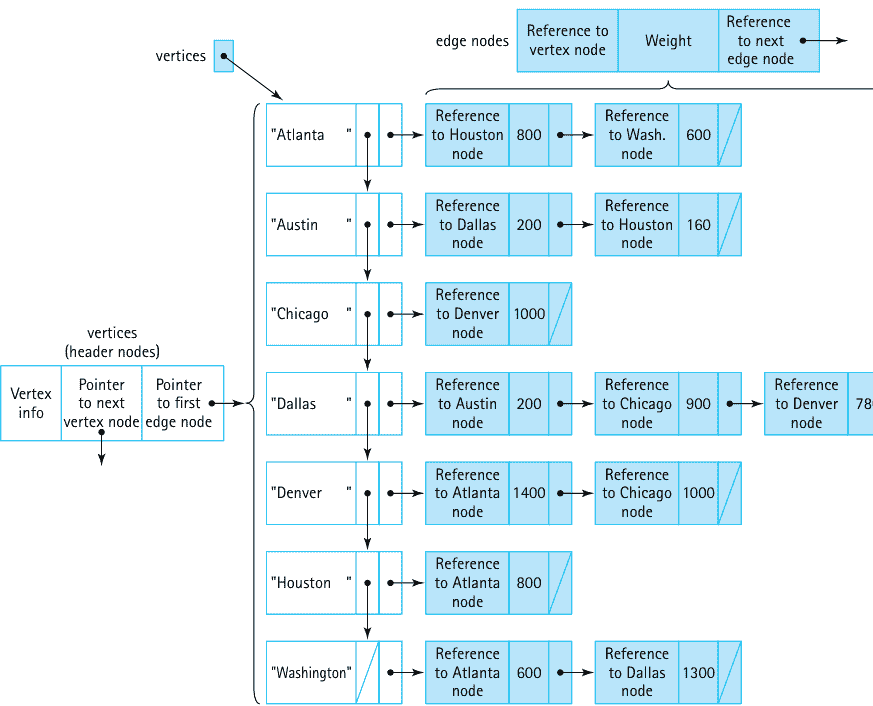 edge nodes
Reference to
vertex node
Weight
Reference
to next
edge node
vertices
"Atlanta "
Reference
to Houston
node
800
Reference
to Wash.
node
600
"Austin "
Reference
to Dallas
node
200
Reference
to Houston
node
160
"Chicago "
Reference
to Denver
node
1000
vertices
(header nodes)
Vertex
info
Pointer
to next
vertex node
Pointer
to first
edge node
"Dallas "
Reference
to Austin
node
200
Reference
to Chicago
node
900
Reference
to Denver
node
780
"Denver "
Reference
to Atlanta
node
1400
Reference
to Chicago
node
1000
"Houston "
Reference
to Atlanta
node
800
"Washington"
Reference
to Atlanta
node
600
Reference
to Dallas
node
1300